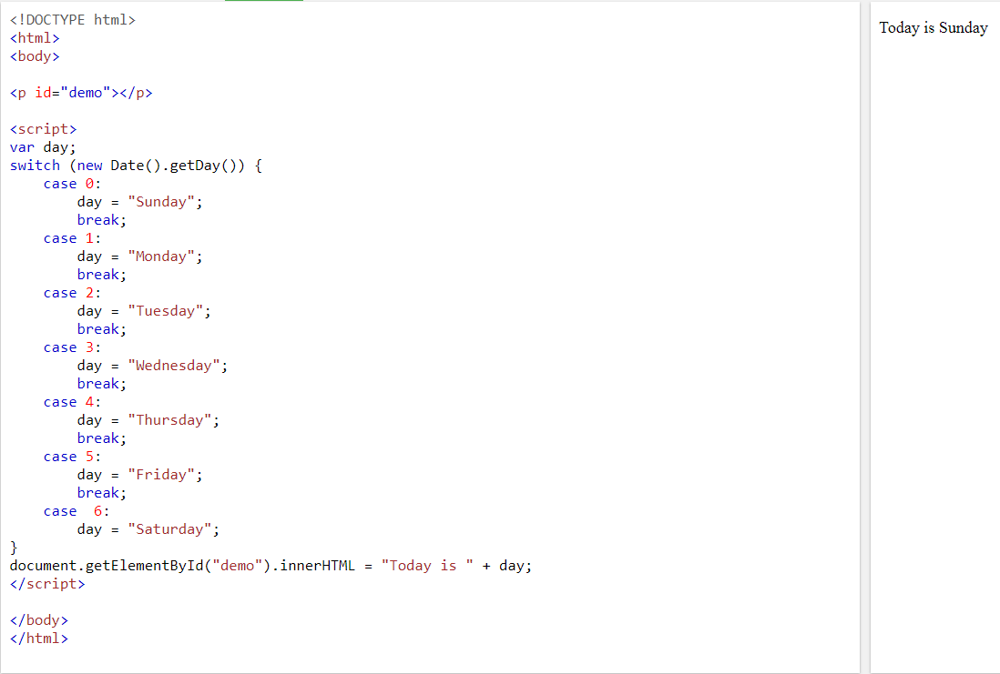 <!DOCTYPE html>
<html>
<body>
<p id="demo"></p>
<script>
var day;
switch (new Date().getDay()) {
    case 0:
        day = "Sunday";
        break;
    case 1:
        day = "Monday";
        break;
    case 2:
        day = "Tuesday";
        break;
    case 3:
        day = "Wednesday";
        break;
    case 4:
        day = "Thursday";
        break;
    case 5:
        day = "Friday";
        break;
    case  6:
        day = "Saturday";
}
document.getElementById("demo").innerHTML = "Today is " + day;
</script>
</body>
</html>
Today is Sunday